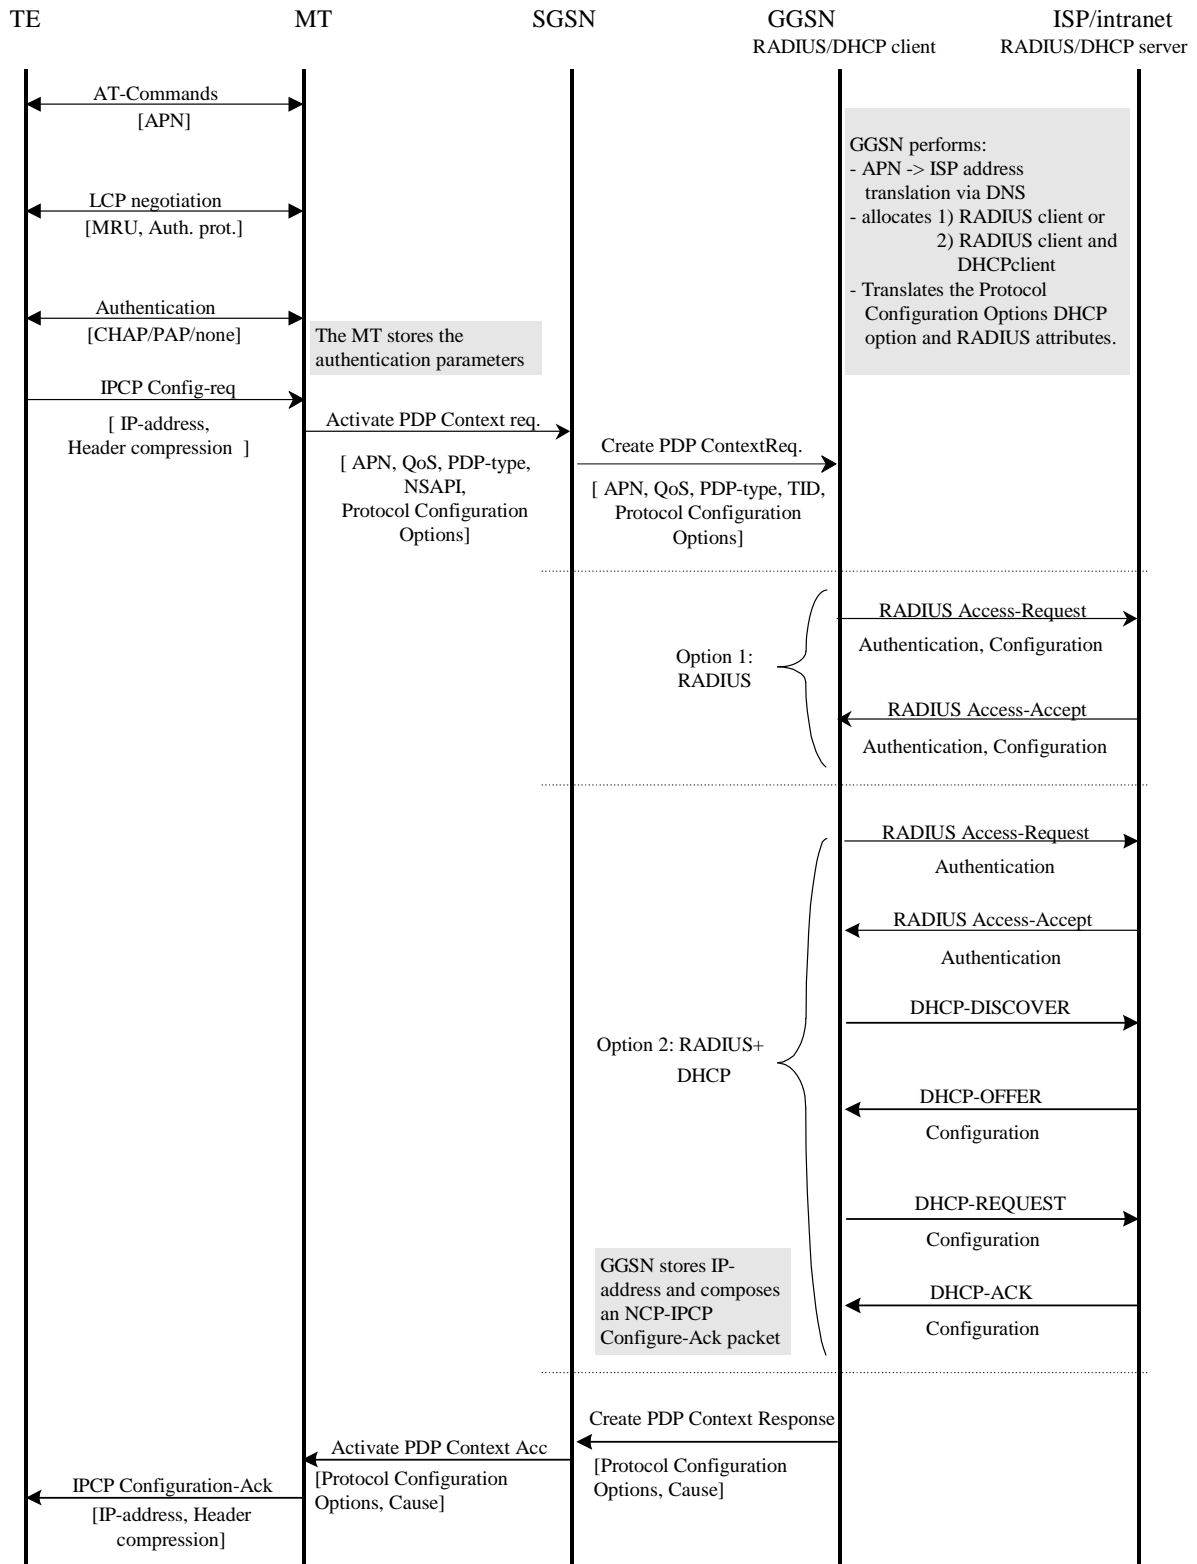 TE
MT
SGSN
GGSN
ISP/intranet
RADIUS/DHCP client
RADIUS/DHCP server
AT-Commands
[APN]
GGSN performs:
- APN -> ISP address
translation via DNS
- allocates 1) RADIUS client or
2) RADIUS client and
DHCPclient
- Translates the Protocol
Configuration Options DHCP
option and RADIUS attributes.
LCP negotiation
[MRU, Auth. prot.]
Authentication
[CHAP/PAP/none]
The MT stores the
authentication parameters
IPCP Config-req
[ IP-address,
Header compression ]
Activate PDP Context req.
[ APN, QoS, PDP-type,
NSAPI,
Protocol Configuration
Options]
Create PDP ContextReq.
[ APN, QoS, PDP-type, TID,
Protocol Configuration
Options]
RADIUS Access-Request
Authentication, Configuration
Option 1:
RADIUS
RADIUS Access-Accept
Authentication, Configuration
RADIUS Access-Request
Authentication
RADIUS Access-Accept
Authentication
DHCP-DISCOVER
Option 2: RADIUS+
DHCP
DHCP-OFFER
Configuration
DHCP-REQUEST
Configuration
GGSN stores IP-
address and composes
an NCP-IPCP
Configure-Ack packet
DHCP-ACK
Configuration
Create PDP Context Response
[Protocol Configuration
Options, Cause]
Activate PDP Context Acc
[Protocol Configuration
Options, Cause]
IPCP Configuration-Ack
[IP-address, Header
compression]